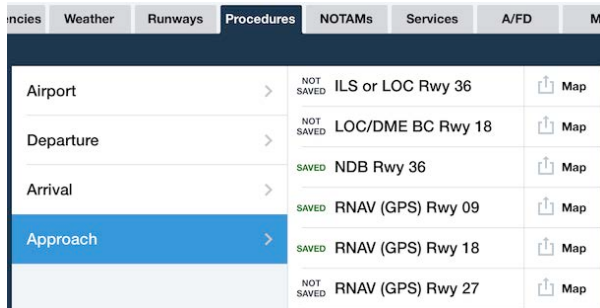 ncies Weather Runways Procedures NOTAMs Services A/FD M
Airport
Departure
Arrival
Approach
NOT SAVED ILS or LOC Rwy 36 Map
NOT SAVED LOC/DME BC Rwy 18 Map
SAVED NDB Rwy 36 Map
SAVED RNAV (GPS) Rwy 09 Map
SAVED RNAV (GPS) Rwy 18 Map
NOT SAVED RNAV (GPS) Rwy 27 Map